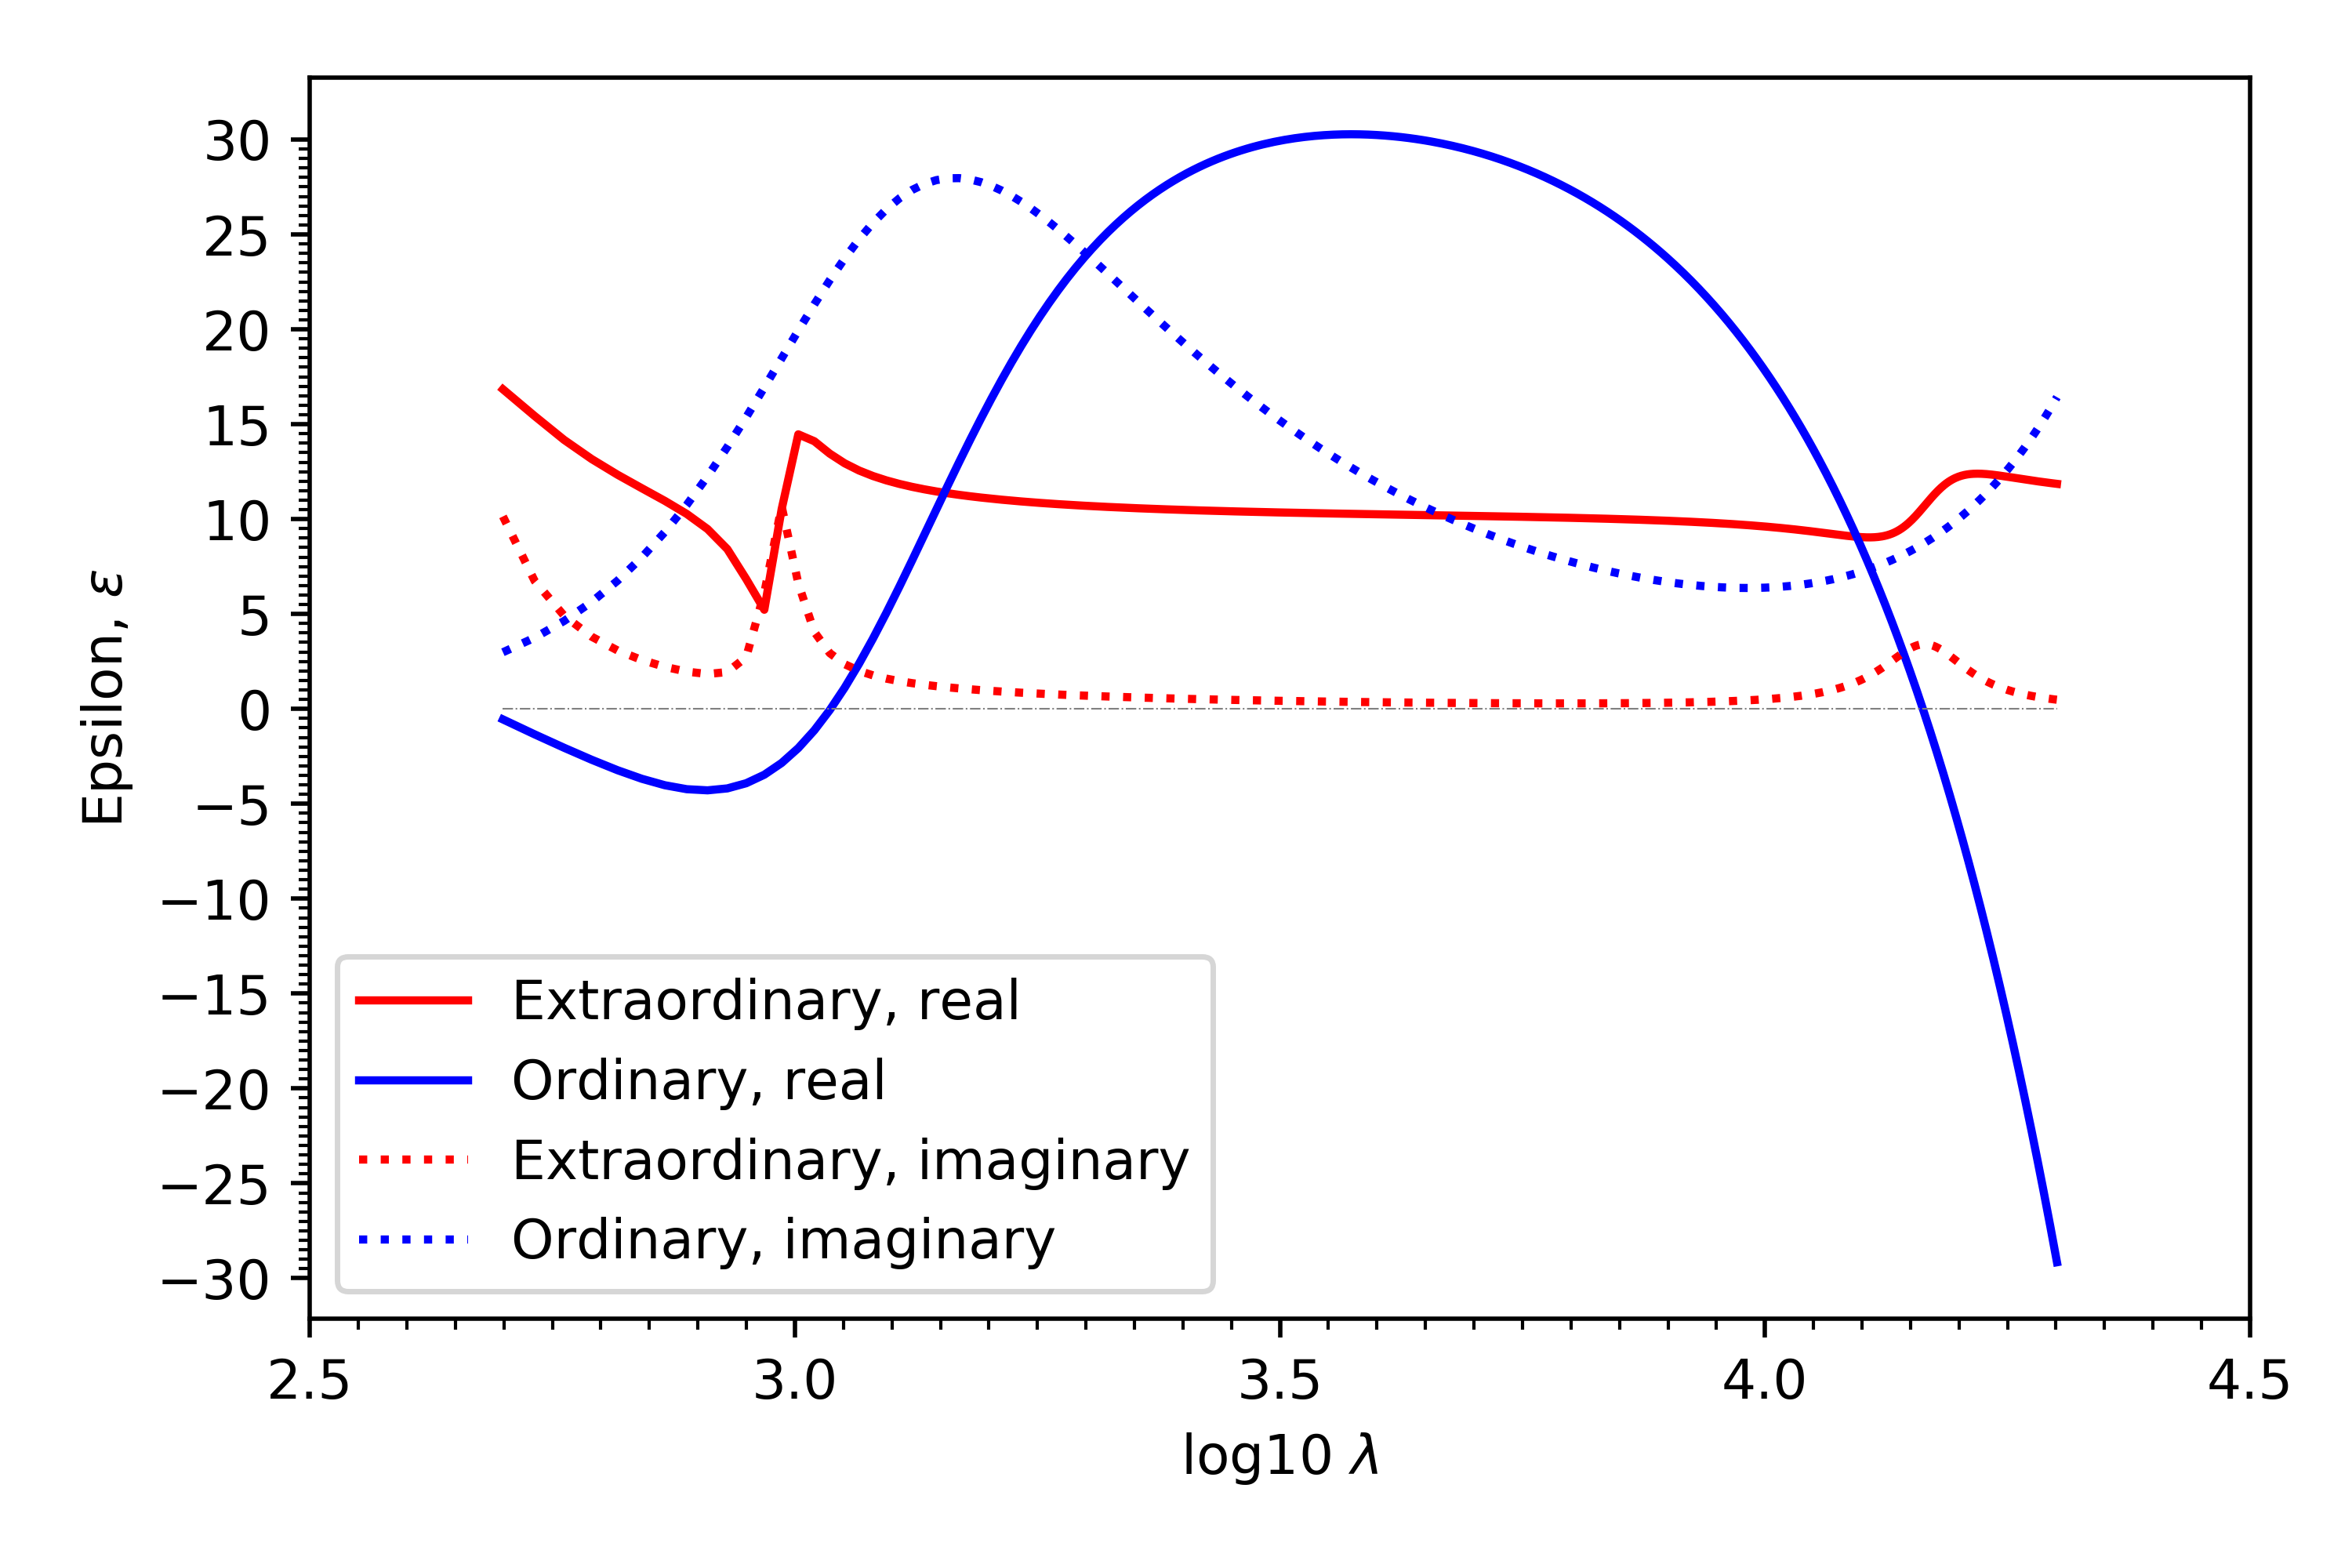 Epsilon, ε
30
25
20
15
10
5
0
−5
−10
−15
−20
−25
−30
Extraordinary, real
Ordinary, real
Extraordinary, imaginary
Ordinary, imaginary
2.5 3.0 3.5 4.0 4.5
log10 λ